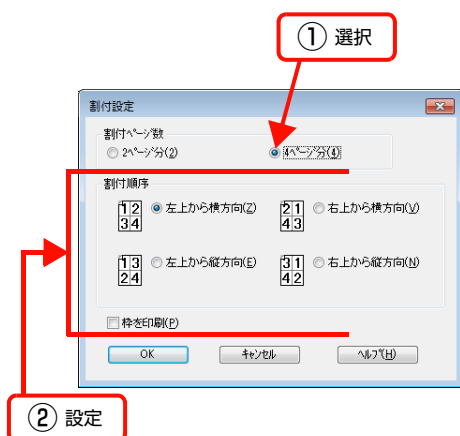 ① 選択
割付設定
割付ページ数
2ページ分(2)
4ページ分(4)
割付順序
12
34
左上から横方向(Z)
21
43
右上から横方向(V)
13
24
左上から縦方向(E)
31
42
右上から縦方向(N)
枠を印刷(P)
OK
キャンセル
ヘルプ(H)
② 設定